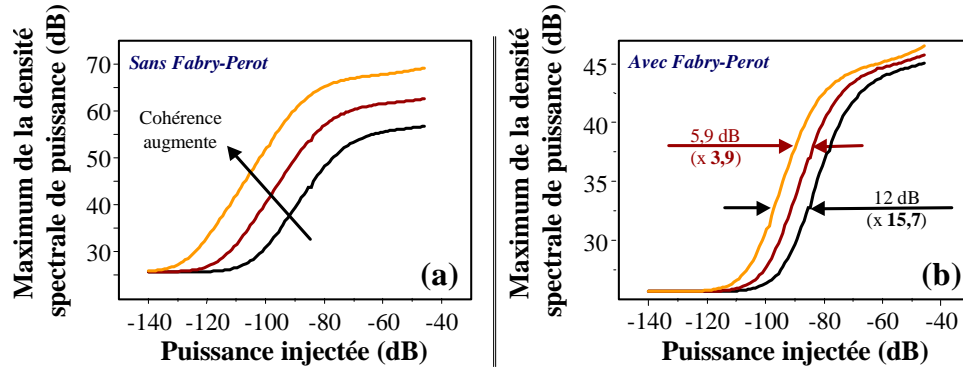 Maximum de la densité
spectrale de puissance (dB)
Sans Fabry-Perot
70
60
50
40
30
Cohérence
augmente
(a)
-140 -120 -100 -80 -60 -40
Puissance injectée (dB)
Maximum de la densité
spectrale de puissance (dB)
Avec Fabry-Perot
45
40
35
30
5,9 dB
(x 3,9)
12 dB
(x 15,7)
(b)
-140 -120 -100 -80 -60 -40
Puissance injectée (dB)